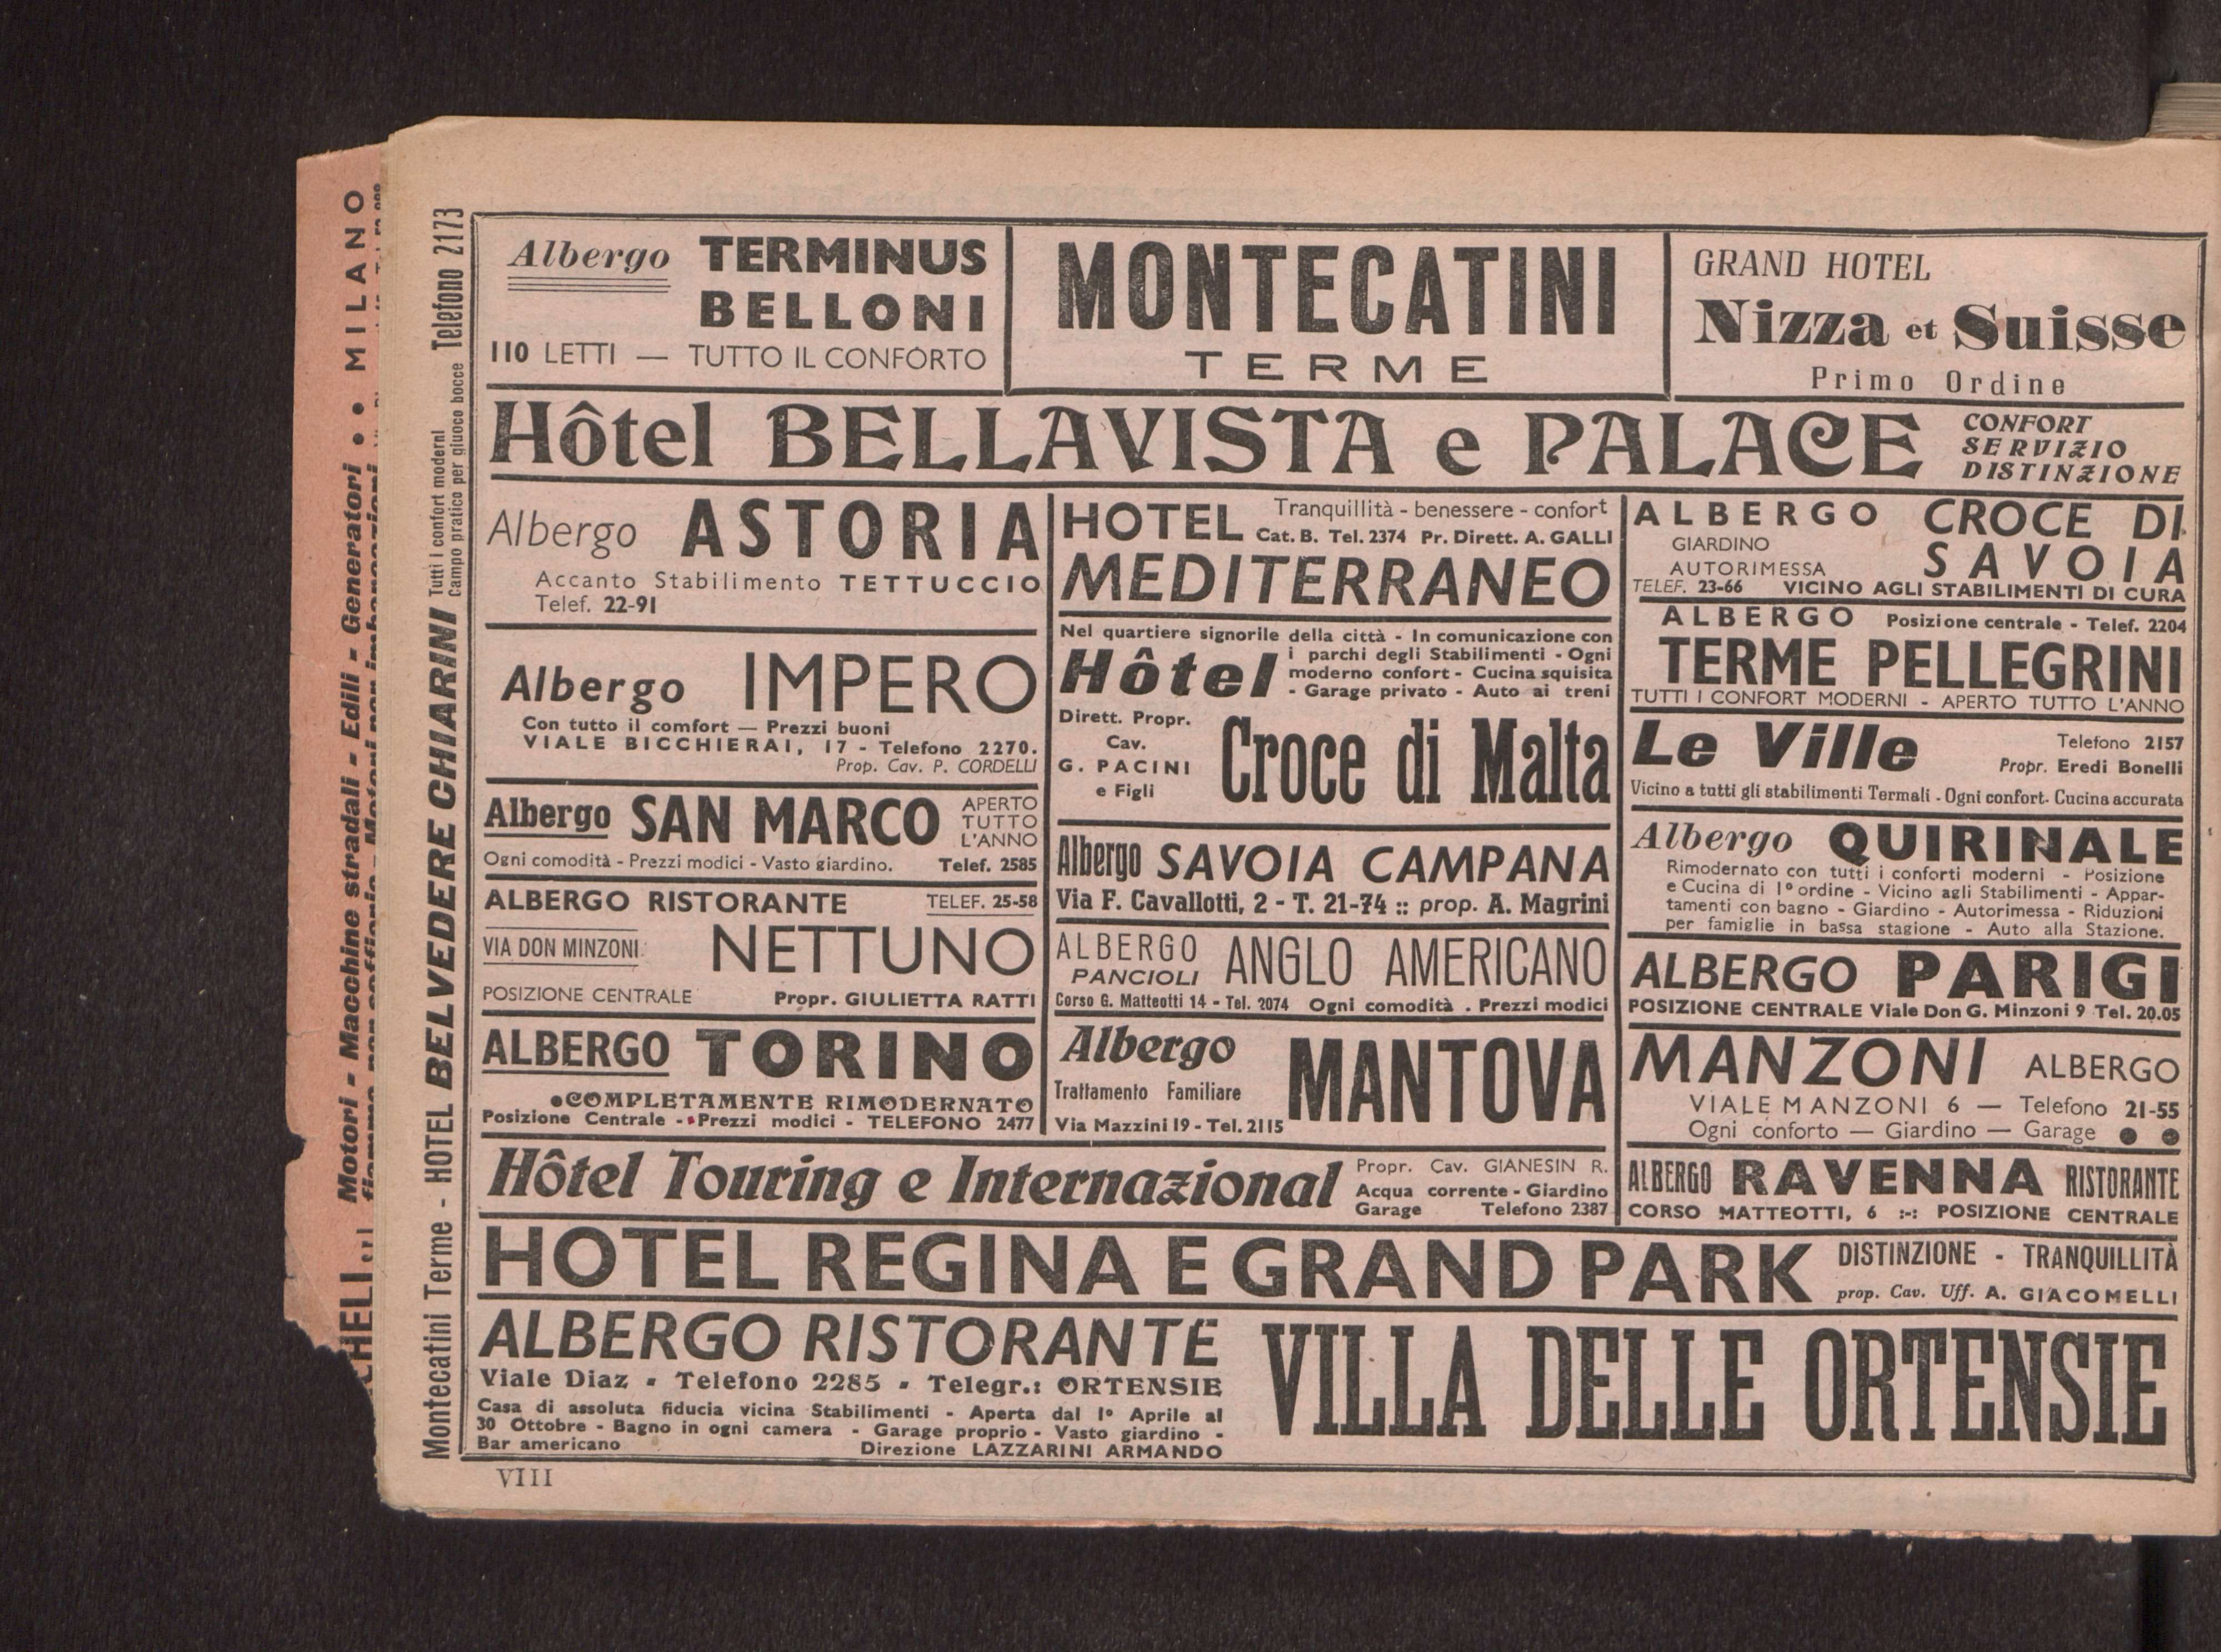 MILANO
Motori - Macchine stradali - Edili - Generatori
Montecatini Terme - HOTEL BELVEDERE CHIARINI Tutti i confort moderni
Campo pratico per giuoco bocce Telefono 2173
Albergo TERMINUS
BELLONI
110 LETTI — TUTTO IL CONFORTO
MONTECATINI
TERME
GRAND HOTEL
Nizza et Suisse
Primo Ordine
Hôtel BELLAVISTA e PALACE
CONFORT
SERVIZIO
DISTINZIONE
Albergo ASTORIA
Accanto Stabilimento TETTUCCIO
Telef. 22-91
Albergo IMPERO
Con tutto il comfort — Prezzi buoni
VIALE BICCHIERAI, 17 - Telefono 2270.
Prop. Cav. P. CORDELLI
Albergo SAN MARCO
APERTO
TUTTO
L'ANNO
Ogni comodità - Prezzi modici - Vasto giardino. Telef. 2585
ALBERGO RISTORANTE TELEF. 25-58
VIA DON MINZONI NETTUNO
POSIZIONE CENTRALE Propr. GIULIETTA RATTI
ALBERGO TORINO
●COMPLETAMENTE RIMODERNATO
Posizione Centrale - Prezzi modici - TELEFONO 2477
HOTEL Tranquillità - benessere - confort
Cat. B. Tel. 2374 Pr. Dirett. A. GALLI
MEDITERRANEO
Nel quartiere signorile della città - In comunicazione con
i parchi degli Stabilimenti - Ogni
Hôtel moderno confort - Cucina squisita
- Garage privato - Auto ai treni
Dirett. Propr.
Cav.
G. PACINI
e Figli
Croce di Malta
Albergo SAVOIA CAMPANA
Via F. Cavallotti, 2 - T. 21-74 :: prop. A. Magrini
ALBERGO
PANCIOLI
ANGLO AMERICANO
Corso G. Matteotti 14 - Tel. 2074 Ogni comodità . Prezzi modici
Albergo MANTOVA
Trattamento Familiare
Via Mazzini 19 - Tel. 2115
ALBERGO CROCE DI
GIARDINO
AUTORIMESSA SAVOIA
TELEF. 23-66 VICINO AGLI STABILIMENTI DI CURA
ALBERGO Posizione centrale - Telef. 2204
TERME PELLEGRINI
TUTTI I CONFORT MODERNI - APERTO TUTTO L'ANNO
Le Ville Telefono 2157
Propr. Eredi Bonelli
Vicino a tutti gli stabilimenti Termali - Ogni confort. Cucina accurata
Albergo QUIRINALE
Rimodernato con tutti i conforti moderni - Posizione
e Cucina di 1º ordine - Vicino agli Stabilimenti - Appar-
tamenti con bagno - Giardino - Autorimessa - Riduzioni
per famiglie in bassa stagione - Auto alla Stazione.
ALBERGO PARIGI
POSIZIONE CENTRALE Viale Don G. Minzoni 9 Tel. 20.05
MANZONI ALBERGO
VIALE MANZONI 6 — Telefono 21-55
Ogni conforto — Giardino — Garage ● ●
ALBERGO RAVENNA RISTORANTE
CORSO MATTEOTTI, 6 :-: POSIZIONE CENTRALE
Hôtel Touring e Internazional
Propr. Cav. GIANESIN R.
Acqua corrente - Giardino
Garage Telefono 2387
HOTEL REGINA E GRAND PARK
DISTINZIONE - TRANQUILLITÀ
prop. Cav. Uff. A. GIACOMELLI
ALBERGO RISTORANTE
VILLA DELLE ORTENSIE
Viale Diaz - Telefono 2285 - Telegr.: ORTENSIE
Casa di assoluta fiducia vicina Stabilimenti - Aperta dal 1º Aprile al
30 Ottobre - Bagno in ogni camera - Garage proprio - Vasto giardino -
Bar americano Direzione LAZZARINI ARMANDO
VIII